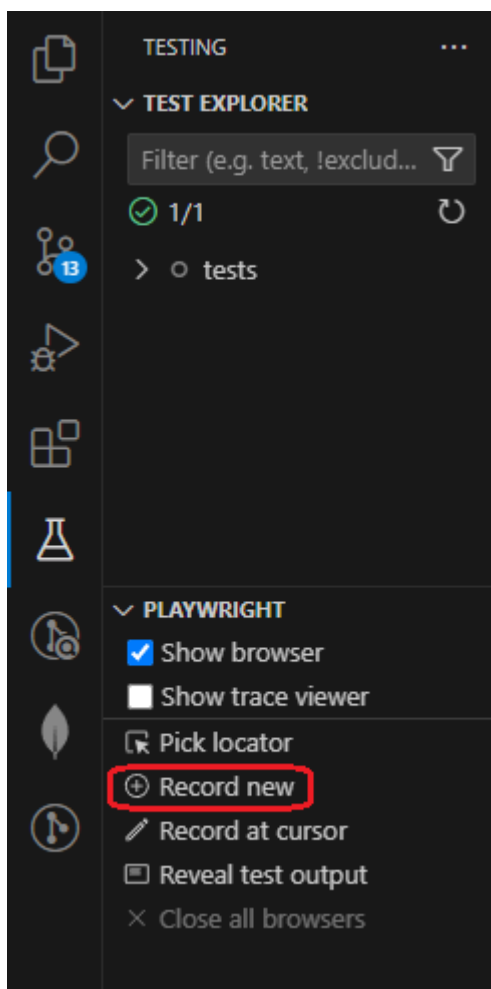 TESTING
TEST EXPLORER
Filter (e.g. text, !exclud...
1/1
13
tests
PLAYWRIGHT
Show browser
Show trace viewer
Pick locator
Record new
Record at cursor
Reveal test output
Close all browsers